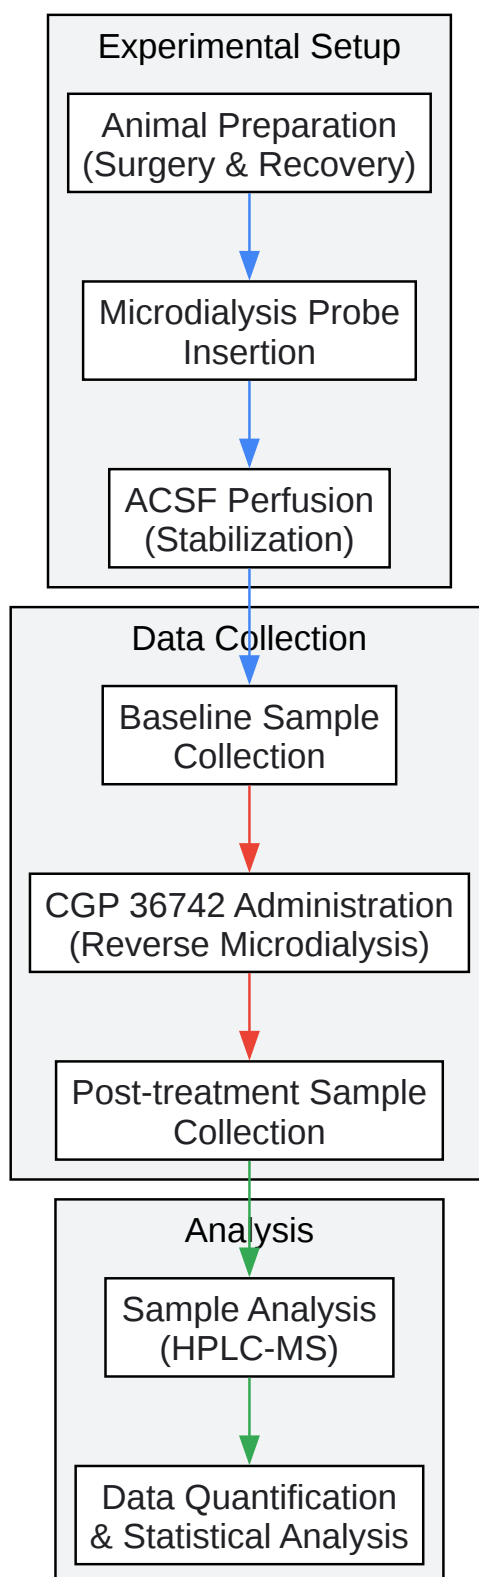 Experimental Setup
Animal Preparation
(Surgery & Recovery)
Microdialysis Probe
Insertion
ACSF Perfusion
(Stabilization)
Data Collection
Baseline Sample
Collection
CGP 36742 Administration
(Reverse Microdialysis)
Post-treatment Sample
Collection
Analysis
Sample Analysis
(HPLC-MS)
Data Quantification
& Statistical Analysis